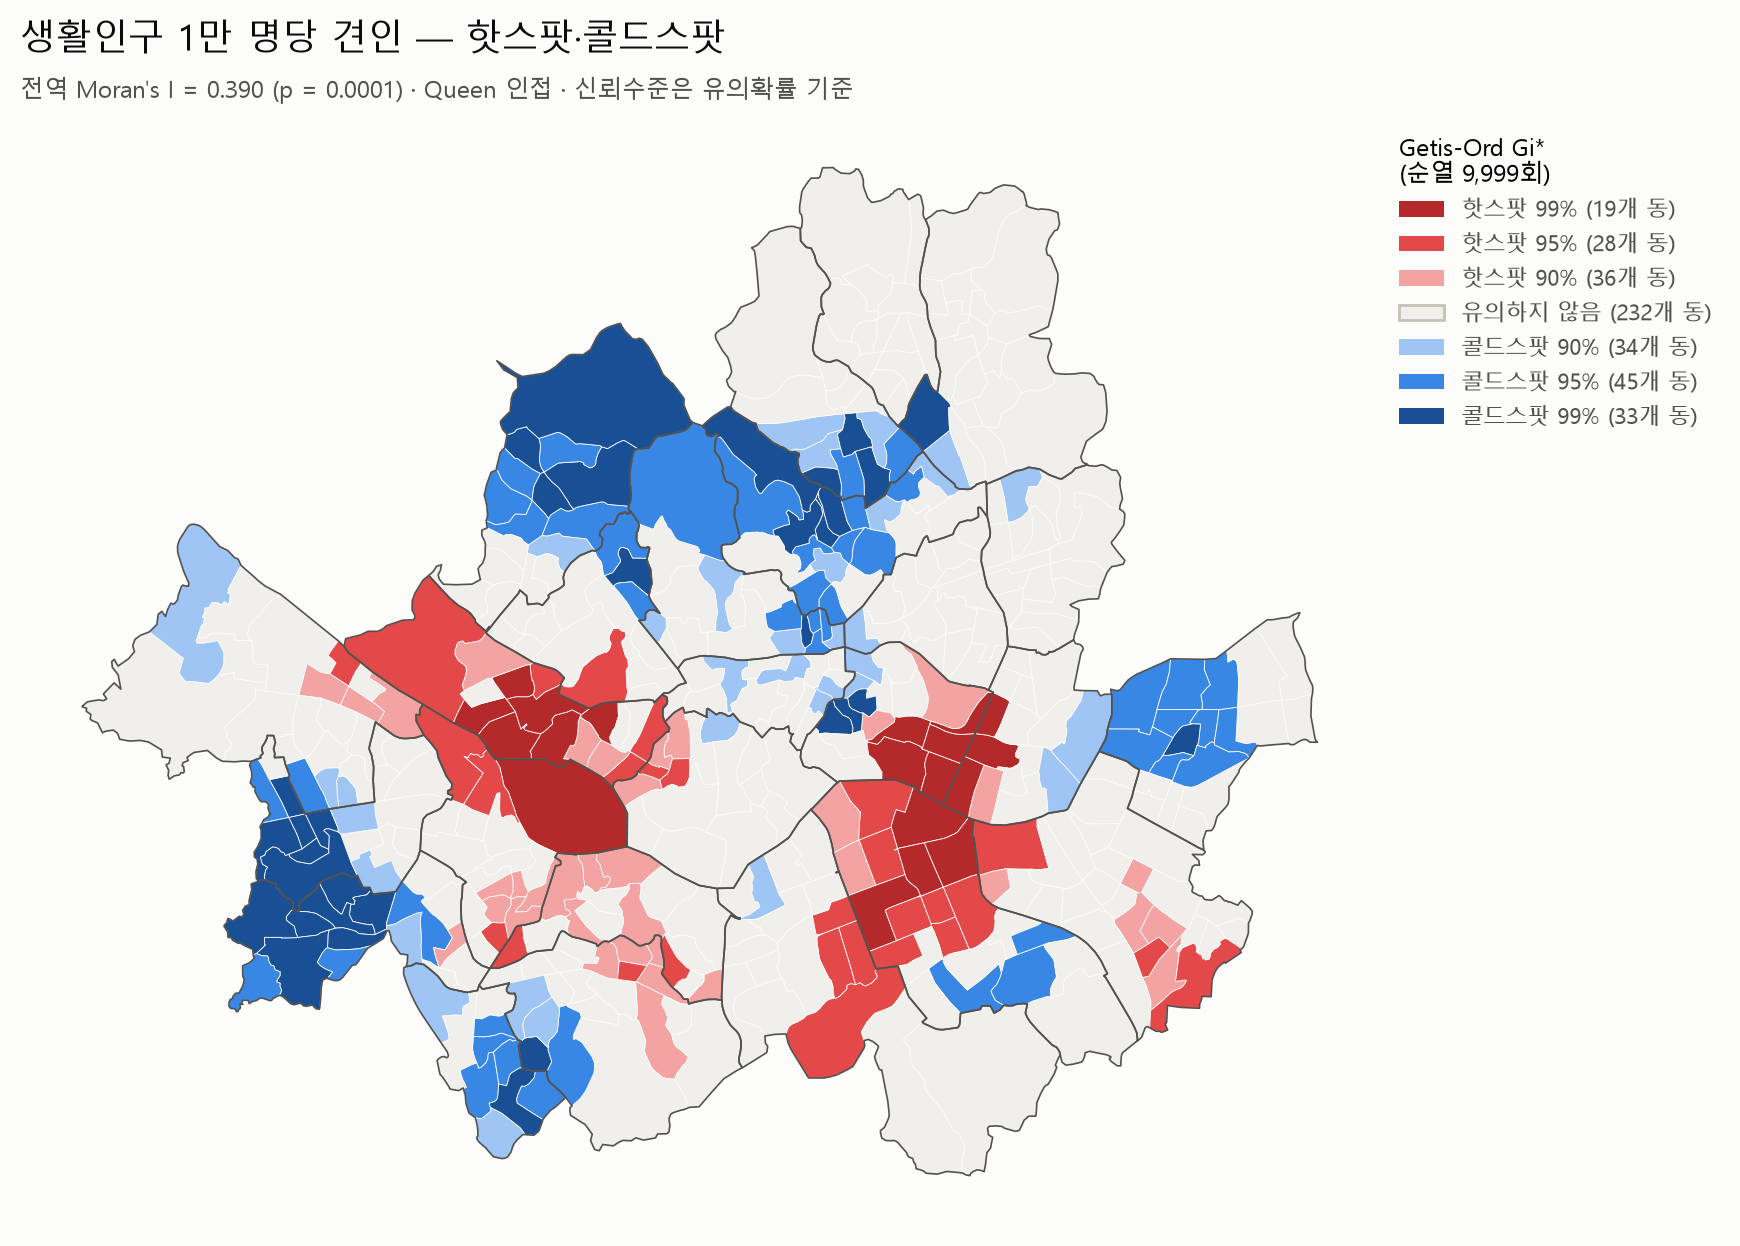 생활인구 1만 명당 견인 — 핫스팟·콜드스팟
전역 Moran's I = 0.390 (p = 0.0001) · Queen 인접 · 신뢰수준은 유의확률 기준
Getis-Ord Gi*
(순열 9,999회)
핫스팟 99% (19개 동)
핫스팟 95% (28개 동)
핫스팟 90% (36개 동)
유의하지 않음 (232개 동)
콜드스팟 90% (34개 동)
콜드스팟 95% (45개 동)
콜드스팟 99% (33개 동)